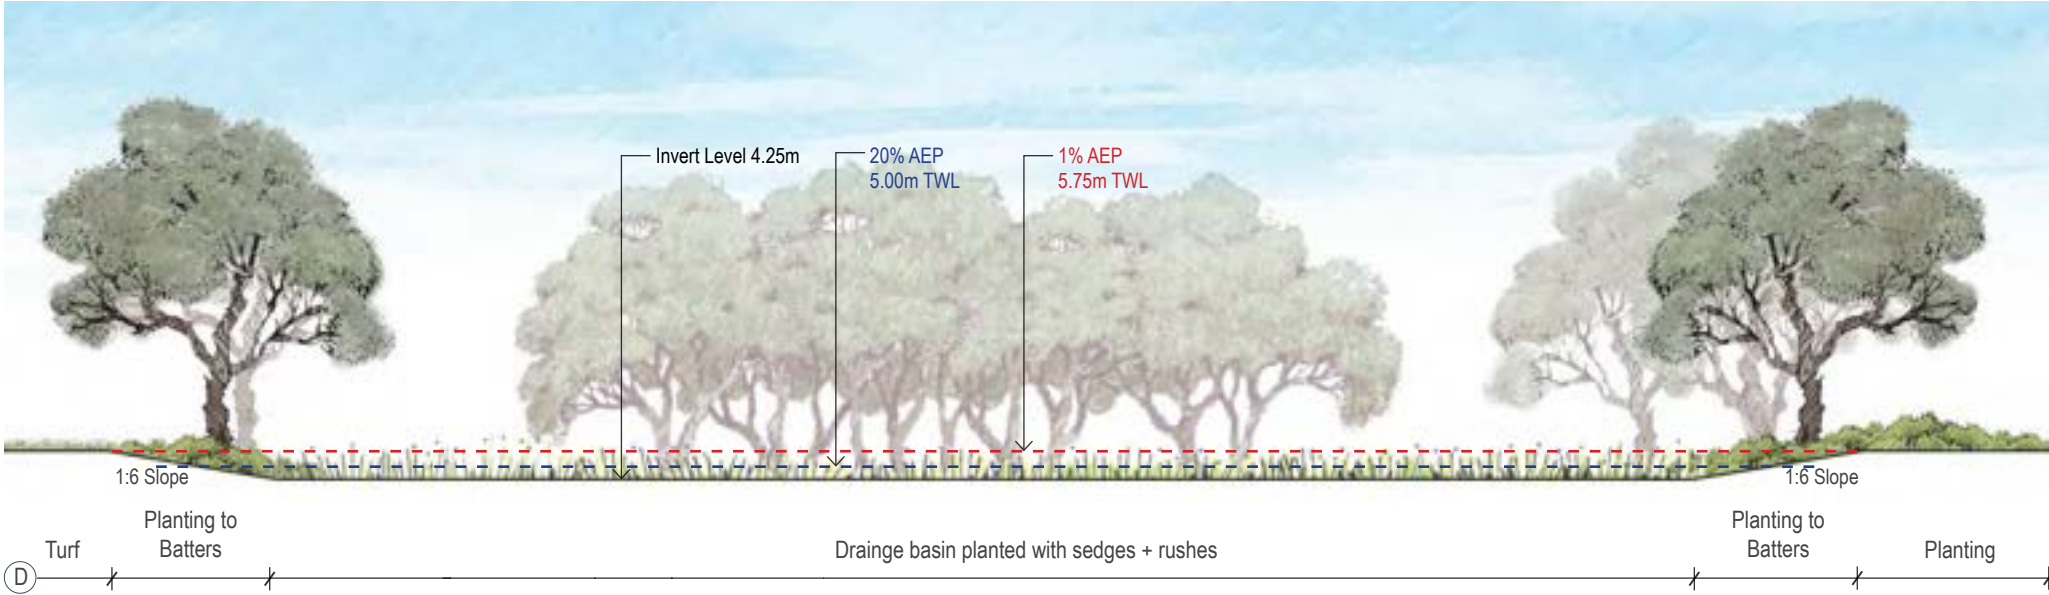 Invert Level 4.25m
20% AEP
5.00m TWL
1% AEP
5.75m TWL
1:6 Slope
1:6 Slope
Turf
Planting to
Batters
Drainge basin planted with sedges + rushes
Planting to
Batters
Planting
D